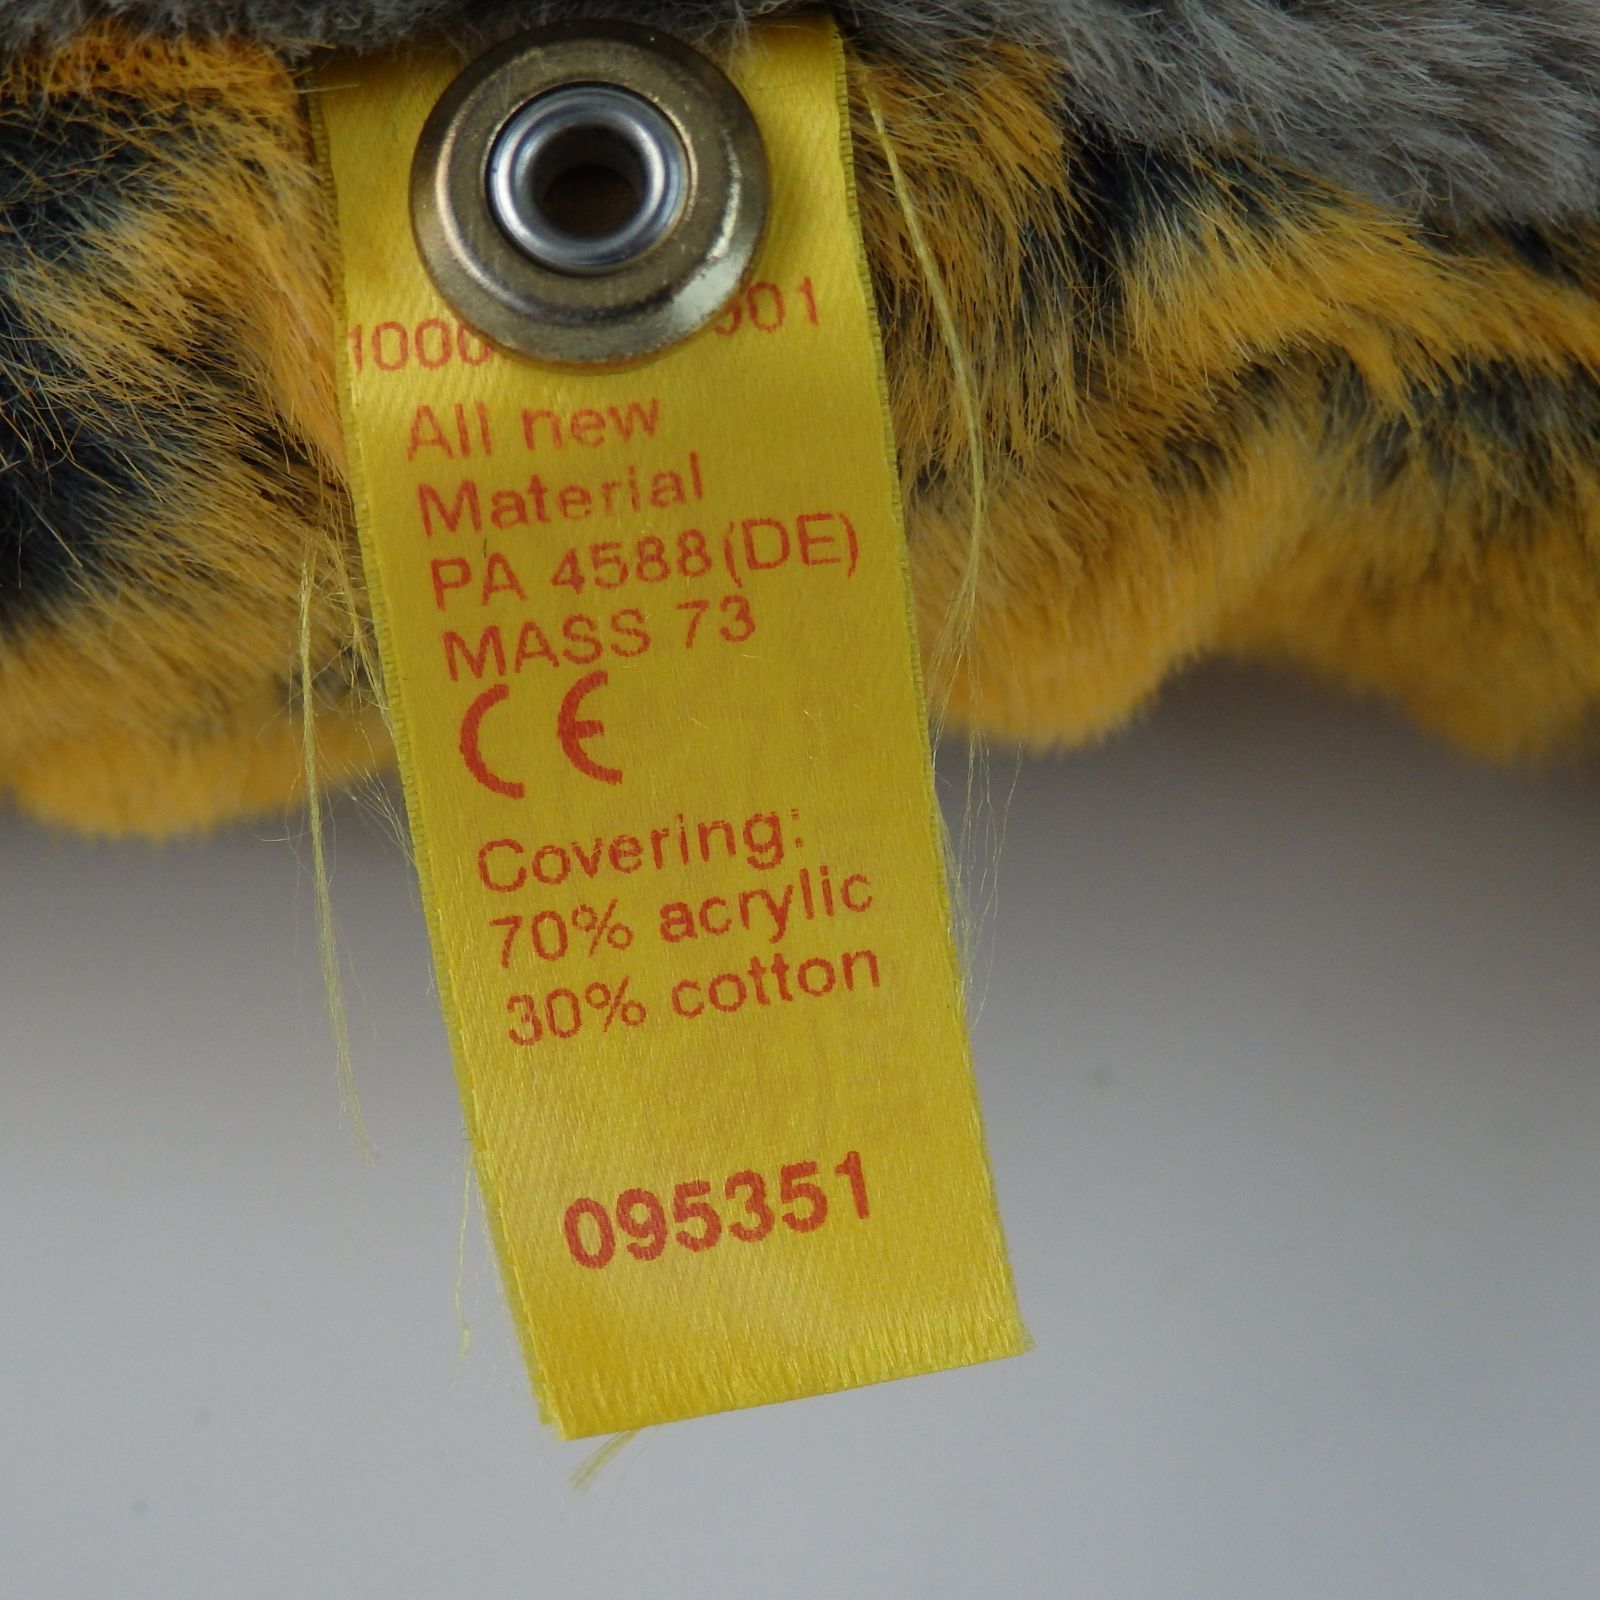 All new
Material
PA 4588(DE)
MASS 73
CE
Covering:
70% acrylic
30% cotton
095351